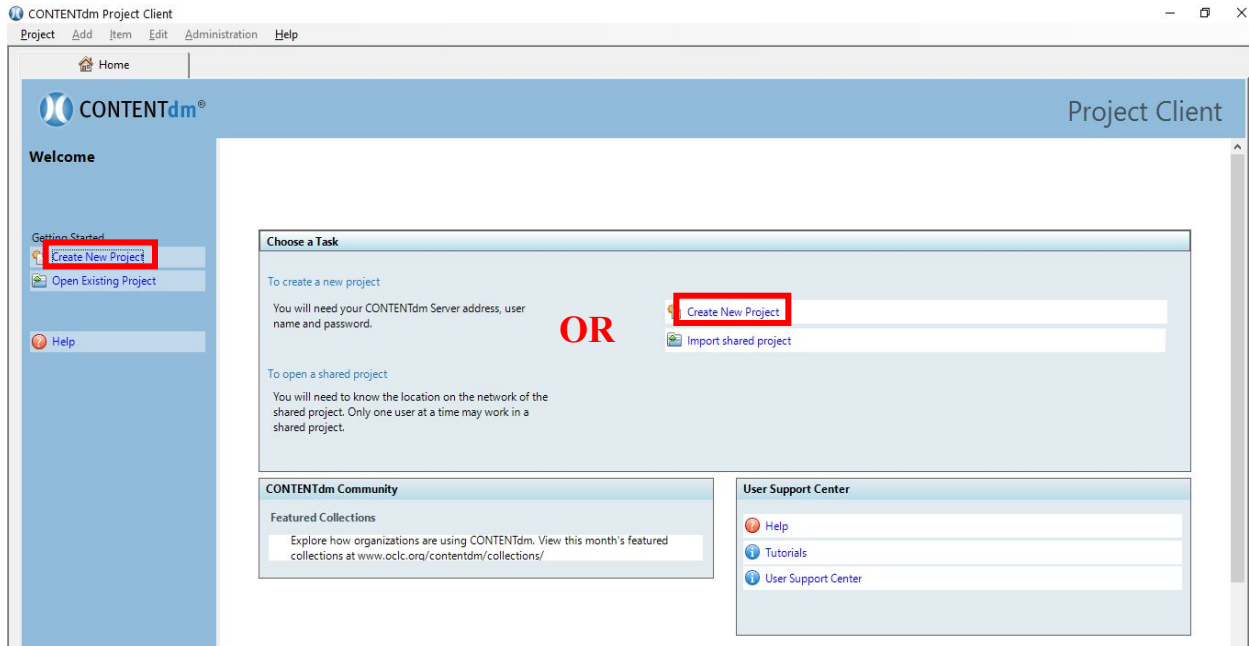 CONTENTdm Project Client
Project Add Item Edit Administration Help
Home
CONTENTdm®
Project Client
Welcome
Getting Started
Create New Project
Open Existing Project
Help
Choose a Task
To create a new project
You will need your CONTENTdm Server address, user
name and password.
OR
Create New Project
Import shared project
To open a shared project
You will need to know the location on the network of the
shared project. Only one user at a time may work in a
shared project.
CONTENTdm Community
Featured Collections
Explore how organizations are using CONTENTdm. View this month's featured
collections at www.oclc.org/contentdm/collections/
User Support Center
Help
Tutorials
User Support Center